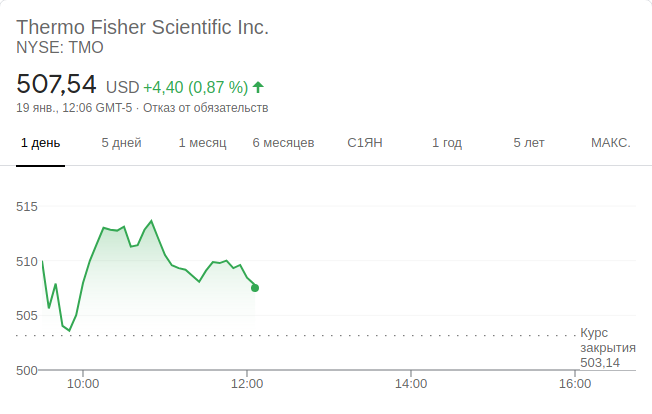 Thermo Fisher Scientific Inc.
NYSE: TMO
507,54 USD +4,40 (0,87 %)
19 янв., 12:06 GMT-5 · Отказ от обязательств
1 день 5 дней 1 месяц 6 месяцев С1ЯН 1 год 5 лет МАКС.
515
510
505
Курс
закрытия
503,14
500
10:00 12:00 14:00 16:00